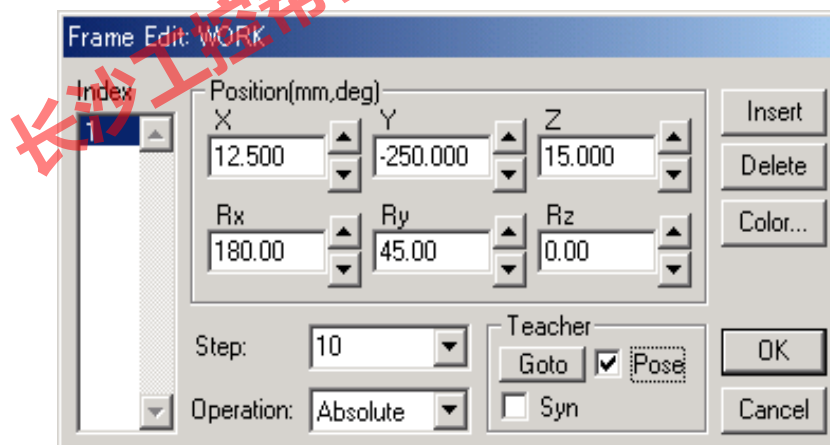 Frame Edit: WORK
Index
1
Position(mm,deg)
X Y Z
12.500 -250.000 15.000
Rx Ry Rz
180.00 45.00 0.00
Insert
Delete
Color...
Step: 10
Operation: Absolute
Teacher
Goto Pose
Syn
OK
Cancel
长沙工控帮